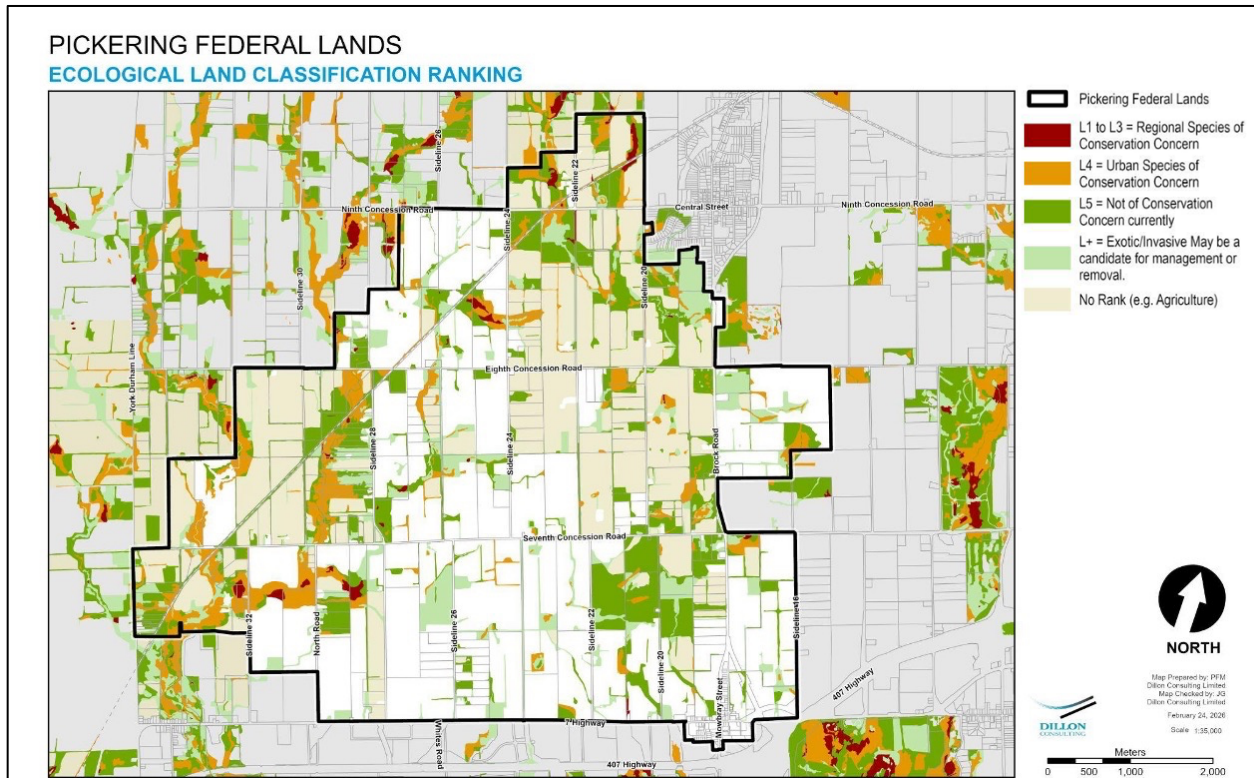 PICKERING FEDERAL LANDS
ECOLOGICAL LAND CLASSIFICATION RANKING
Pickering Federal Lands
L1 to L3 = Regional Species of
Conservation Concern
L4 = Urban Species of
Conservation Concern
L5 = Not of Conservation
Concern currently
L+ = Exotic/Invasive May be a
candidate for management or
removal.
No Rank (e.g. Agriculture)
Sideline 26
Sideline 22
Ninth Concession Road
Sideline 24
Central Street
Ninth Concession Road
Sideline 30
Sideline 20
York Durham Line
Eighth Concession Road
Sideline 28
Sideline 24
Brock Road
Seventh Concession Road
Sideline 32
North Road
Sideline 26
Sideline 22
Sideline 20
Sideline 16
Mowbray Street
407 Highway
7 Highway
Whites Road
407 Highway
NORTH
Map Prepared by: PFM
Dillon Consulting Limited
Map Checked by: JG
Dillon Consulting Limited
February 24, 2026
Scale 1:35,000
DILLON
CONSULTING
Meters
0 500 1,000 2,000